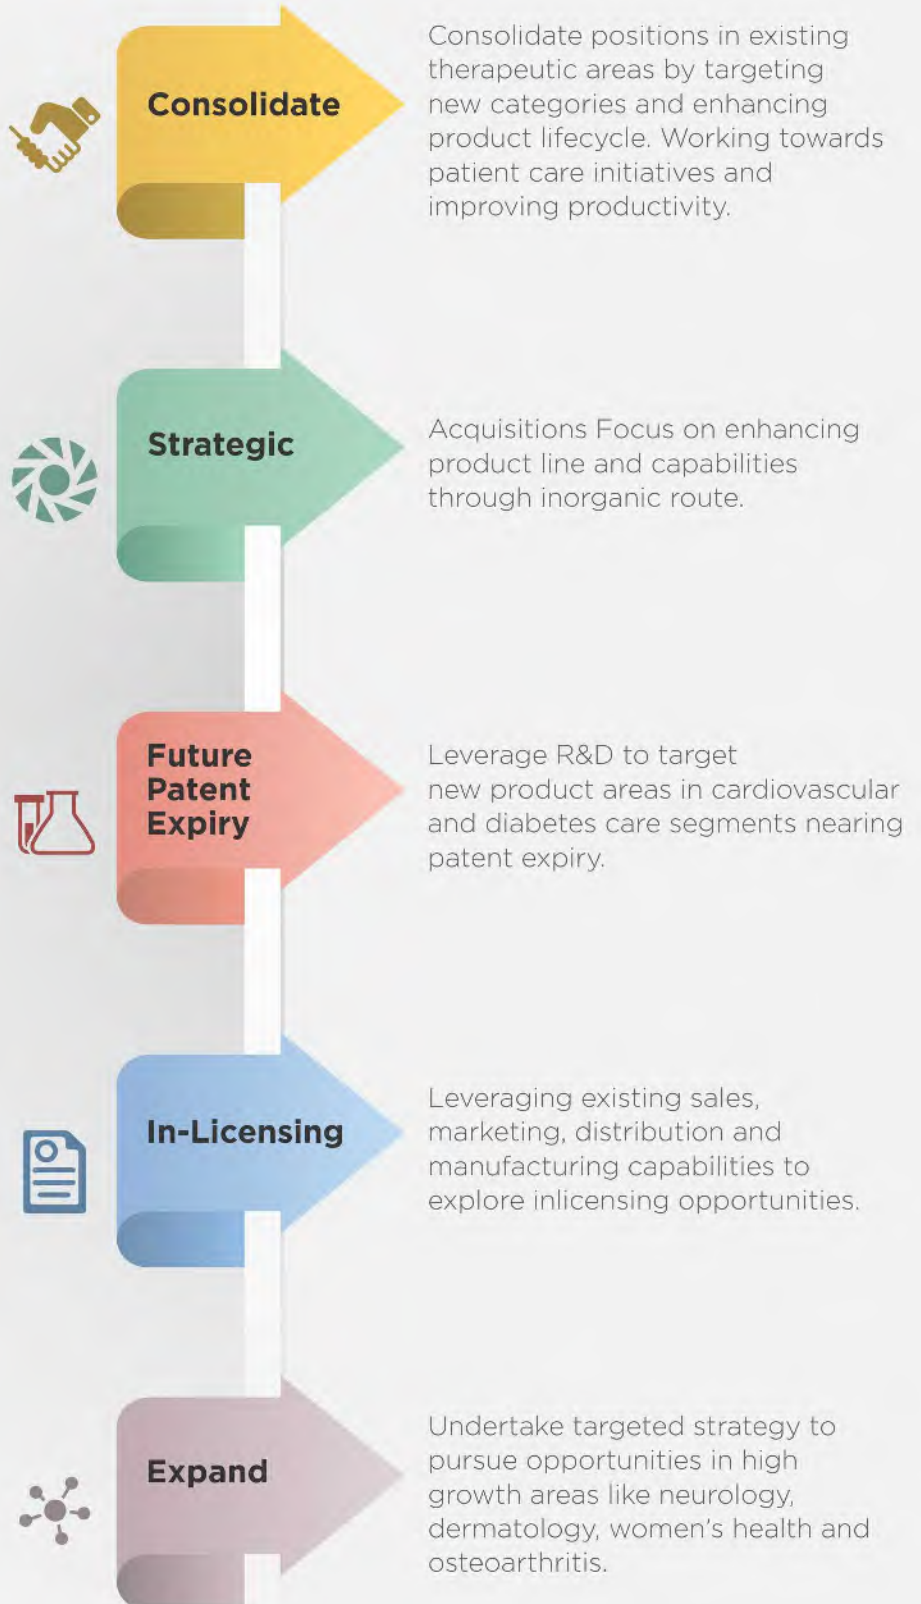 Consolidate
Consolidate positions in existing
therapeutic areas by targeting
new categories and enhancing
product lifecycle. Working towards
patient care initiatives and
improving productivity.
Strategic
Acquisitions Focus on enhancing
product line and capabilities
through inorganic route.
Future
Patent
Expiry
Leverage R&D to target
new product areas in cardiovascular
and diabetes care segments nearing
patent expiry.
In-Licensing
Leveraging existing sales,
marketing, distribution and
manufacturing capabilities to
explore inlicensing opportunities.
Expand
Undertake targeted strategy to
pursue opportunities in high
growth areas like neurology,
dermatology, women's health and
osteoarthritis.